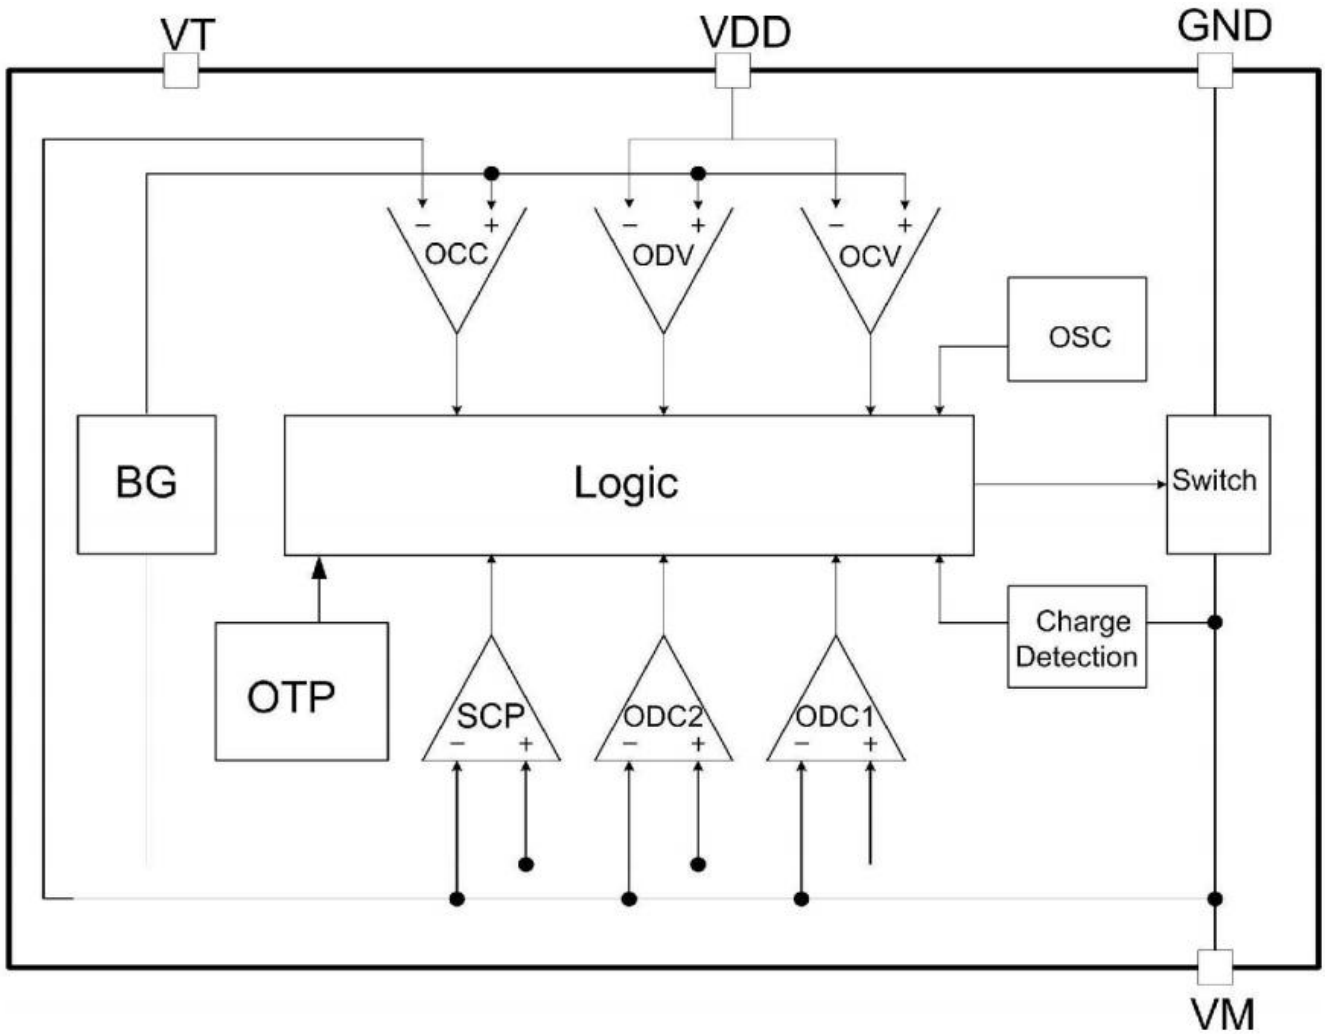 VT
VDD
GND
− +
OCC
− +
ODV
− +
OCV
OSC
BG
Logic
Switch
OTP
SCP
− +
ODC2
− +
ODC1
− +
Charge
Detection
VM